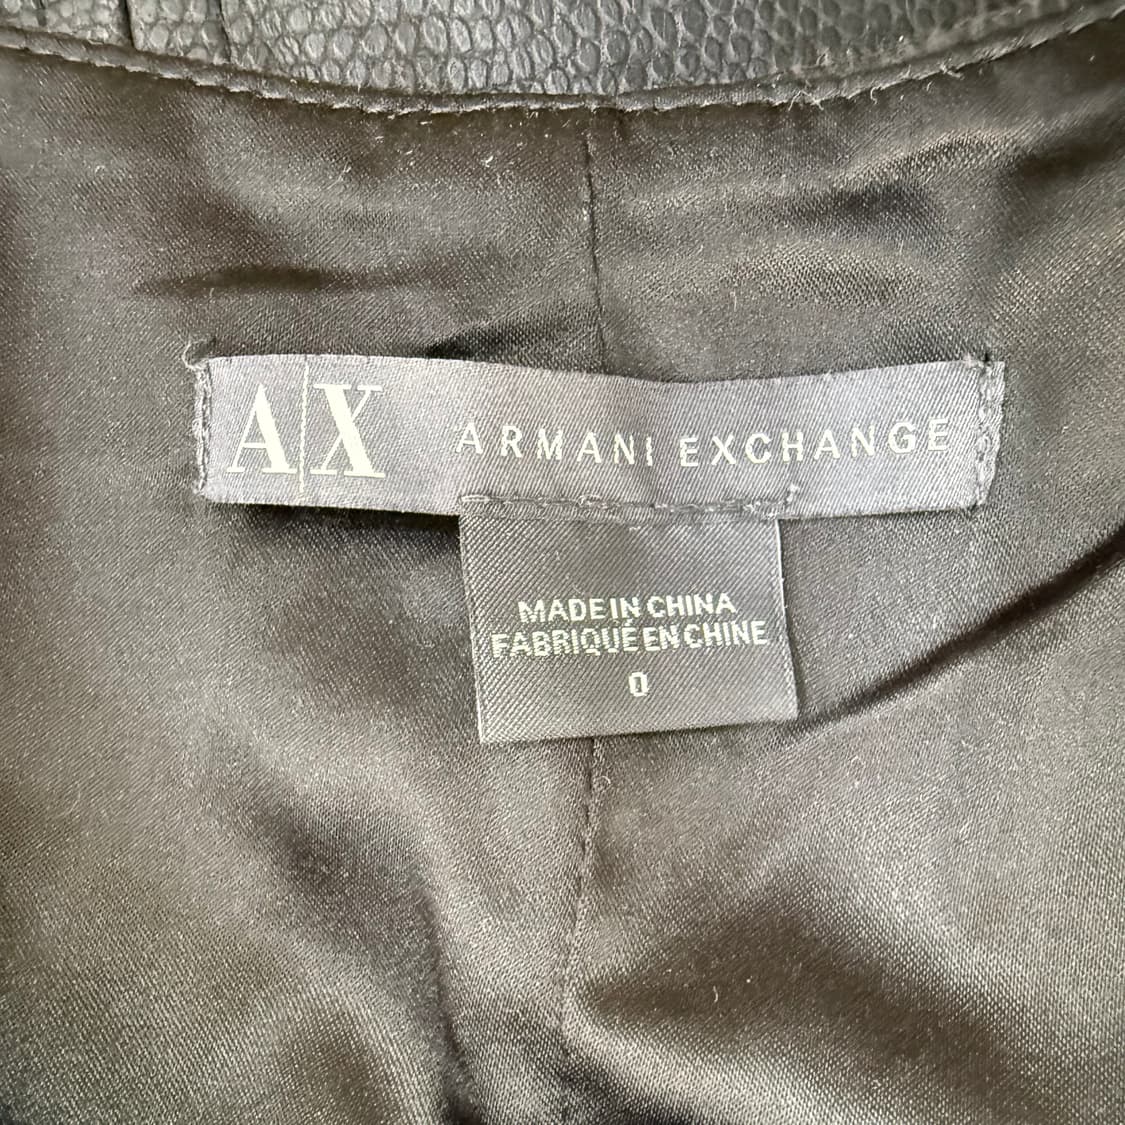 A|X ARMANI EXCHANGE
MADE IN CHINA
FABRIQUÉ EN CHINE
0